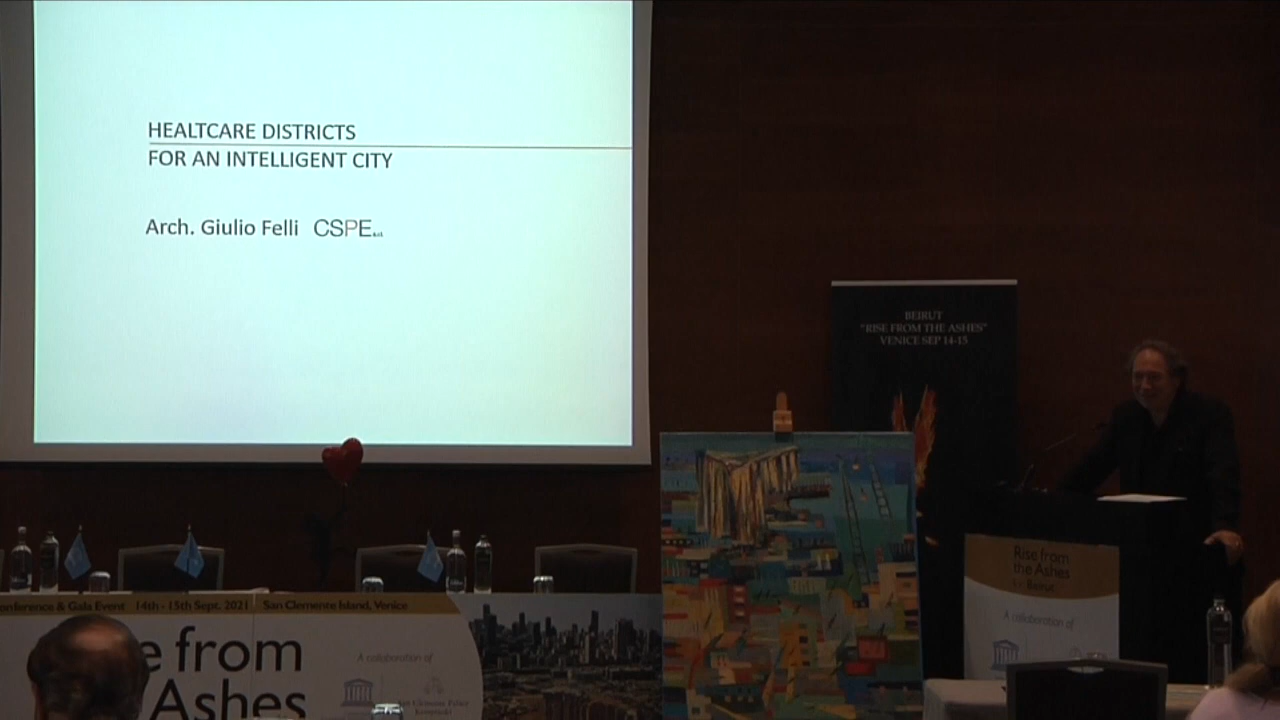 HEALTCARE DISTRICTS
FOR AN INTELLIGENT CITY
Arch. Giulio Felli CSPE
BEIRUT
"RISE FROM THE ASHES"
VENICE SEP 14-15
Rise from
the Ashes
Beirut
A collaboration of
onference & Gala Event 14th - 15th Sept. 2021 San Clemente Island, Venice
e from
Ashes
A collaboration of